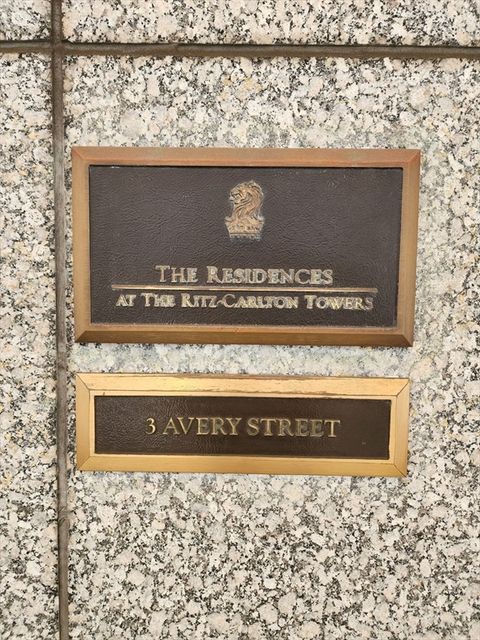 The Residences
at The Ritz-Carlton Towers
3 AVERY STREET